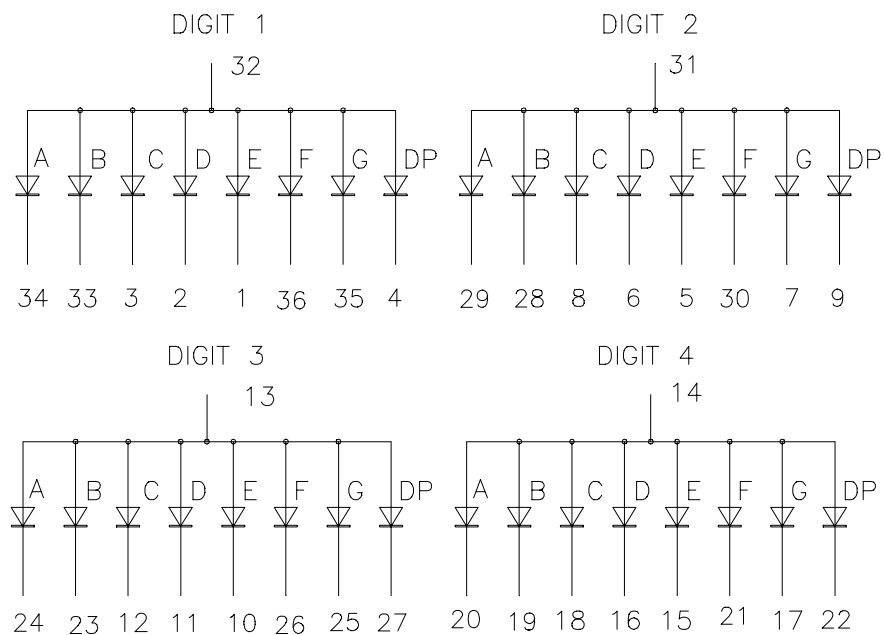 DIGIT 1
32
A B C D E F G DP
34 33 3 2 1 36 35 4
DIGIT 2
31
A B C D E F G DP
29 28 8 6 5 30 7 9
DIGIT 3
13
A B C D E F G DP
24 23 12 11 10 26 25 27
DIGIT 4
14
A B C D E F G DP
20 19 18 16 15 21 17 22